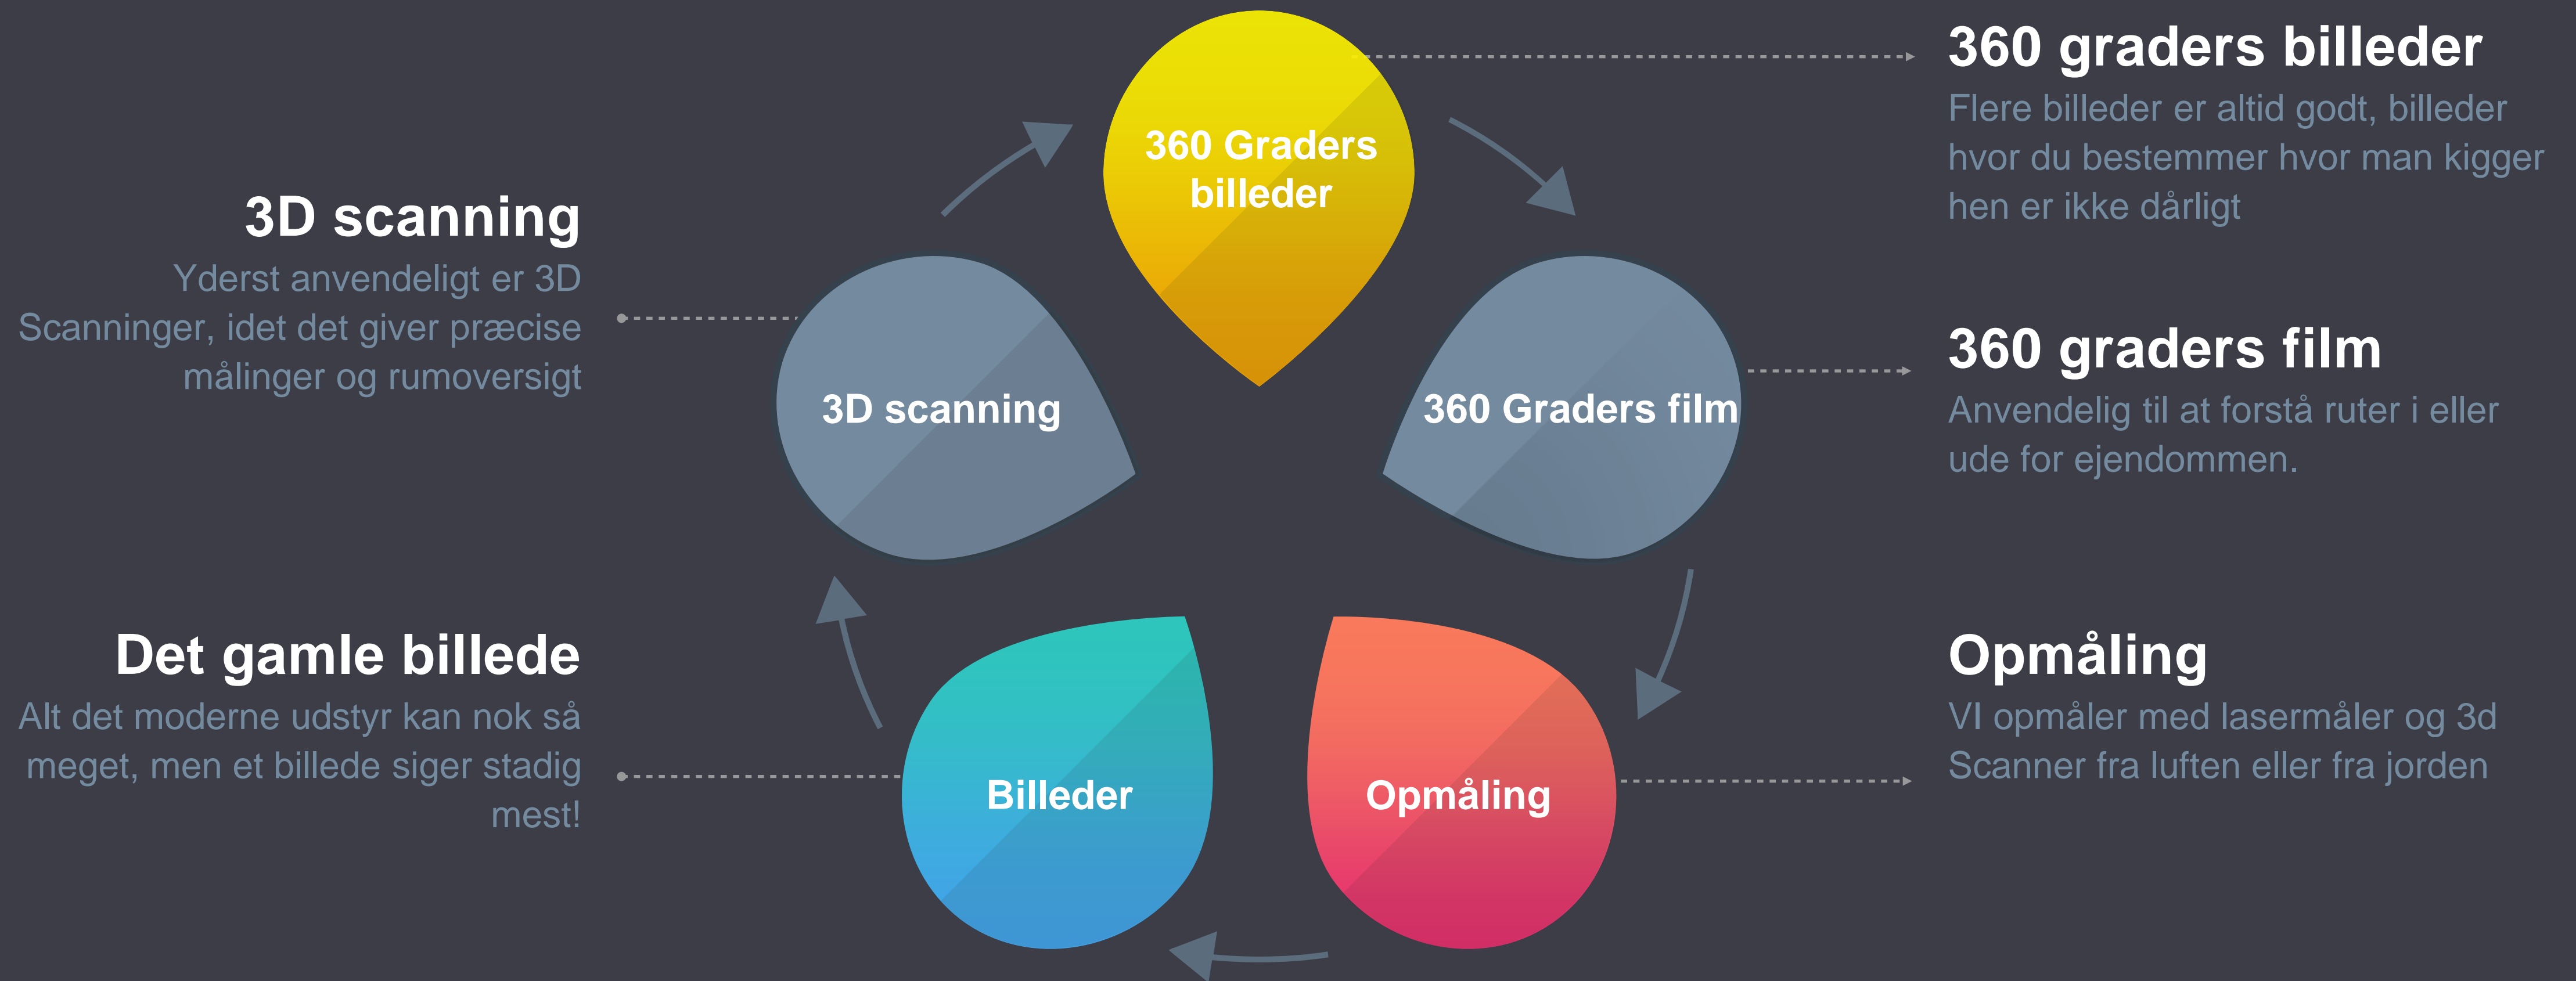 360 graders billeder
Flere billeder er altid godt, billeder
hvor du bestemmer hvor man kigger
hen er ikke dårligt
360 Graders
billeder
3D scanning
Yderst anvendeligt er 3D
Scanninger, idet det giver præcise
målinger og rumoversigt
3D scanning
360 Graders film
360 graders film
Anvendelig til at forstå ruter i eller
ude for ejendommen.
Det gamle billede
Alt det moderne udstyr kan nok så
meget, men et billede siger stadig
mest!
Billeder
Opmåling
Opmåling
VI opmåler med lasermåler og 3d
Scanner fra luften eller fra jorden